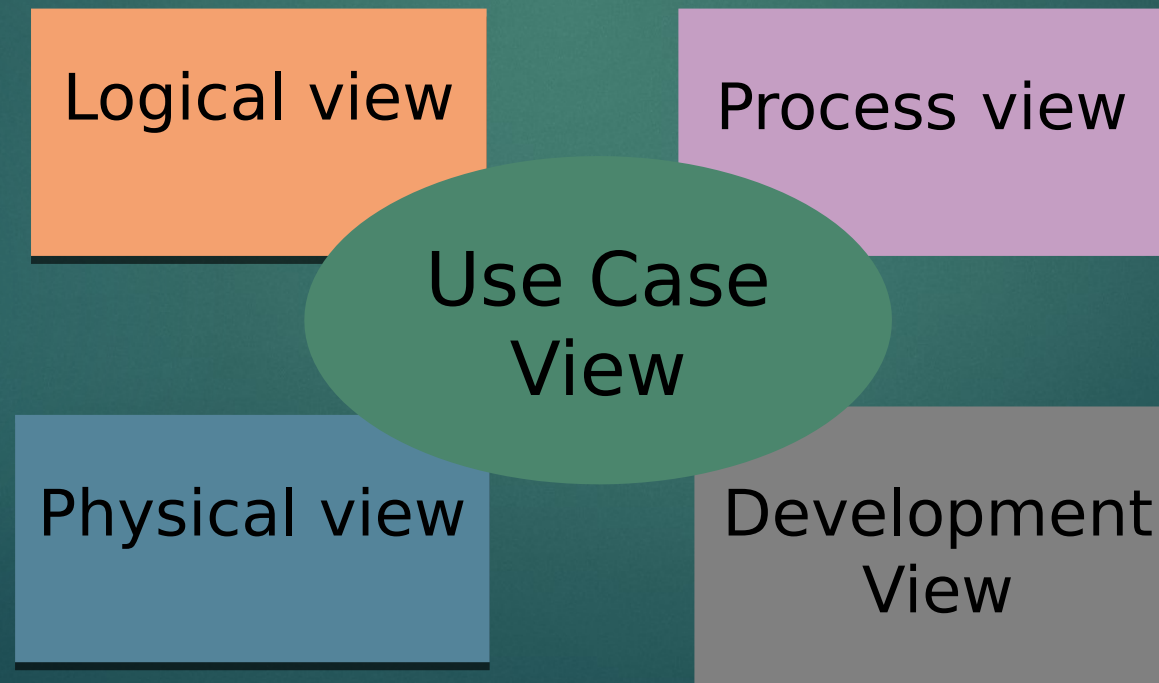 Logical view
Process view
Use Case
View
Physical view
Development
View